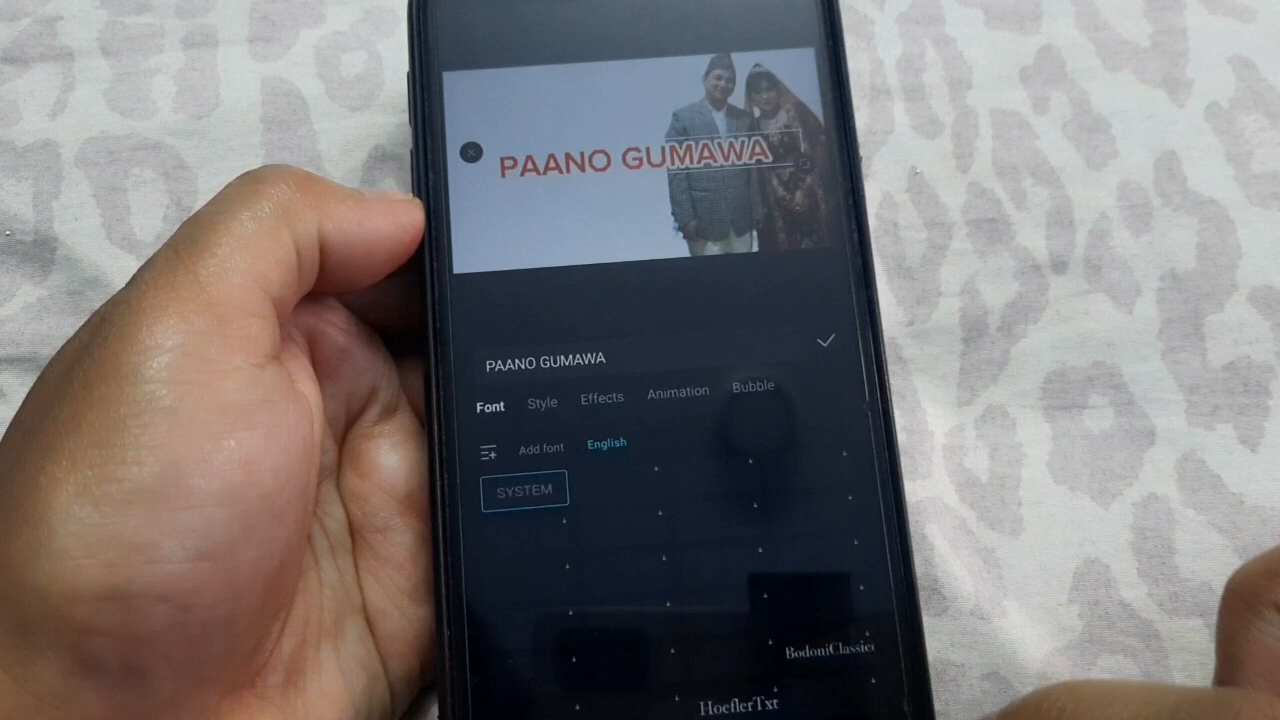 PAANO GUMAWA
PAANO GUMAWA
Font Style Effects Animation Bubble
Add font English
SYSTEM
BodoniClassic
HoeflerTxt